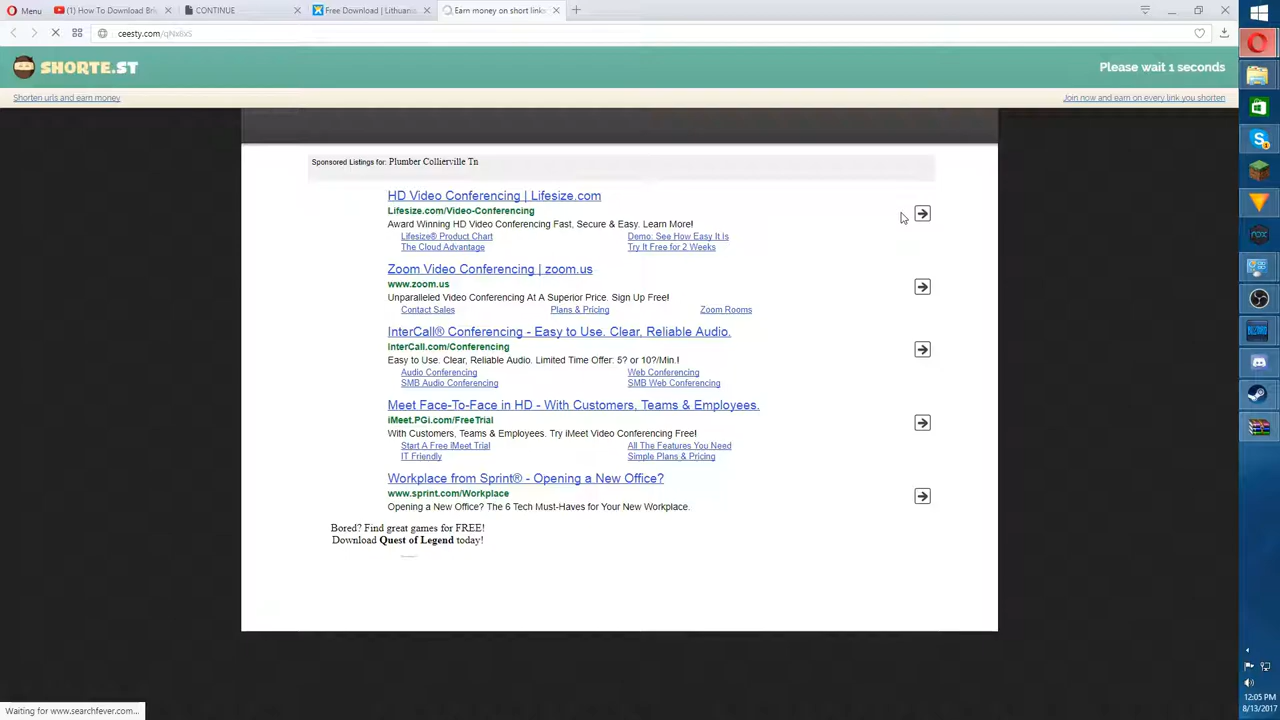 Menu
(1) How To Download Bri
CONTINUE
Free Download | Lithuania
Earn money on short links
ceesty.com/qNx6xS
SHORTE.ST
Please wait 1 seconds
Shorten urls and earn money
Join now and earn on every link you shorten
Sponsored Listings for: Plumber Collierville Tn
HD Video Conferencing | Lifesize.com
Lifesize.com/Video-Conferencing
Award Winning HD Video Conferencing Fast, Secure & Easy. Learn More!
Lifesize® Product Chart
Demo: See How Easy It Is
The Cloud Advantage
Try It Free for 2 Weeks
Zoom Video Conferencing | zoom.us
www.zoom.us
Unparalleled Video Conferencing At A Superior Price. Sign Up Free!
Contact Sales
Plans & Pricing
Zoom Rooms
InterCall® Conferencing - Easy to Use. Clear, Reliable Audio.
InterCall.com/Conferencing
Easy to Use. Clear, Reliable Audio. Limited Time Offer: 5? or 10?/Min.!
Audio Conferencing
Web Conferencing
SMB Audio Conferencing
SMB Web Conferencing
Meet Face-To-Face in HD - With Customers, Teams & Employees.
iMeet.PGi.com/FreeTrial
With Customers, Teams & Employees. Try iMeet Video Conferencing Free!
Start A Free iMeet Trial
All The Features You Need
IT Friendly
Simple Plans & Pricing
Workplace from Sprint® - Opening a New Office?
www.sprint.com/Workplace
Opening a New Office? The 6 Tech Must-Haves for Your New Workplace.
Bored? Find great games for FREE!
Download Quest of Legend today!
Waiting for www.searchfever.com...
12:05 PM
8/13/2017